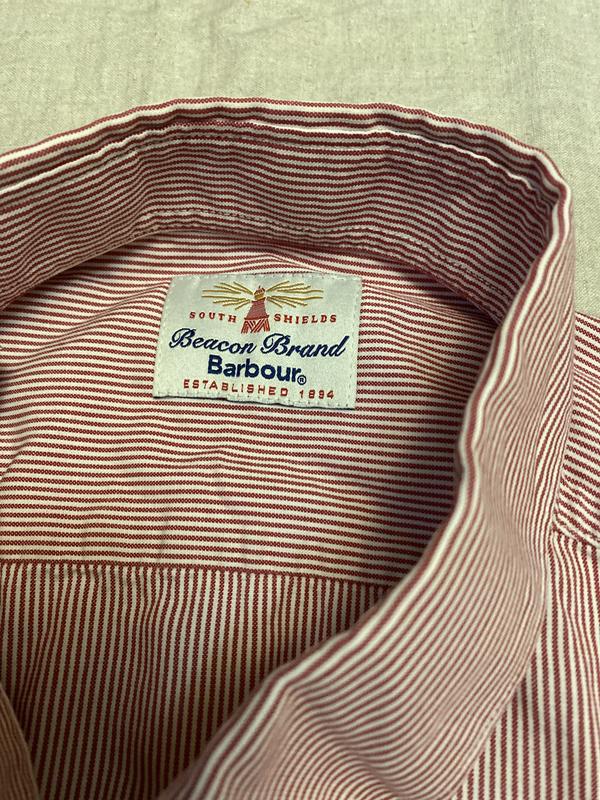 SOUTH SHIELDS
Beacon Brand
Barbour®
ESTABLISHED 1894